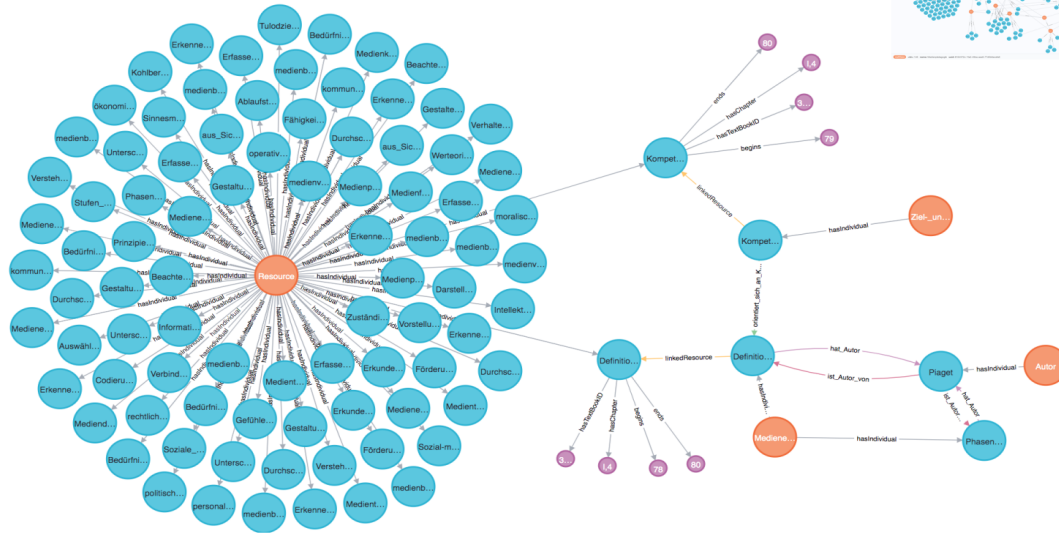 Tulodzie...
Bedürfni...
Erkenne...
Erfasse...
medienb...
Medienk...
Beachte...
Kohlber...
medienb...
Ablaufst...
kommun...
Erkenne...
Gestalte...
ökonomi...
Sinnesm...
aus_Sic...
Fähigkei...
Durchsc...
aus_Sic...
Verhalte...
medienb...
Untersc...
Erfasse...
operativ...
Werteori...
Versteh...
Phasen...
Gestaltu...
medienv...
Medienp...
Medienf...
Mediene...
Stufen_...
Mediene...
Erfasse...
moralisc...
Mediene...
Prinzipie...
Erkenne...
medienb...
medienb...
Bedürfni...
kommun...
Gestaltu...
Beachte...
Resource
Medienp...
Darstell...
medienv...
Durchsc...
Intellekt...
Mediene...
Untersc...
Informati...
Zuständi...
Vorstellu...
Erkenne...
Auswähl...
Verbind...
medienb...
Erfasse...
Erkunde...
Förderu...
Durchsc...
Erkenne...
Codieru...
Medient...
Mediend...
rechtlich...
Bedürfni...
Gefühle...
Gestaltu...
Erkunde...
Mediene...
Medient...
Bedürfni...
Soziale_...
Untersc...
Durchsc...
Versteh...
Förderu...
Sozial-m...
politisch...
personal...
medienb...
Erkenne...
Medient...
medienb...
hasIndividual
80
I,4
3...
79
ends
hasChapter
hasTextBookID
begins
Kompet...
linkedResource
Kompet...
hasIndividual
Ziel-_un...
orientiert_sich_an_K...
Definitio...
linkedResource
Definitio...
hat_Autor
ist_Autor_von
Piaget
hasIndividual
Autor
hasTextBookID
hasChapter
begins
ends
3...
I,4
78
80
hasIndivi...
Mediene...
hasIndividual
hat_Autor
ist_Autor...
Phasen...